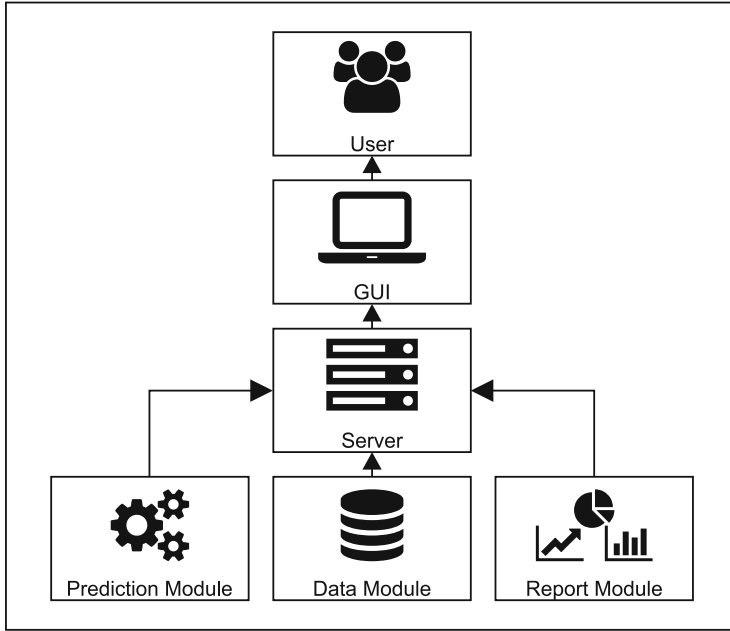 User
GUI
Server
Prediction Module
Data Module
Report Module